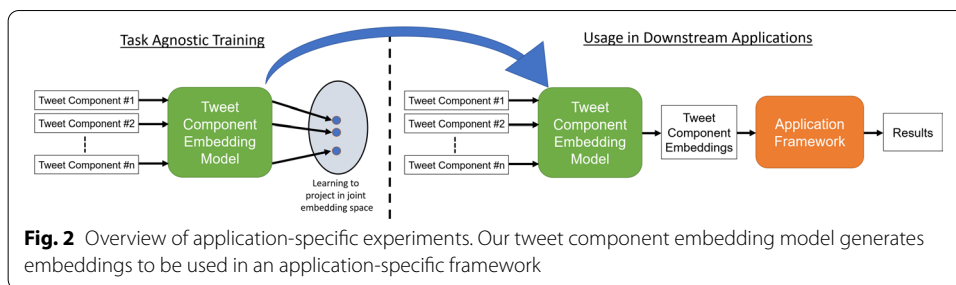 Task Agnostic Training
Tweet Component #1
Tweet Component #2
Tweet Component #n
Tweet
Component
Embedding
Model
Learning to
project in joint
embedding space
Usage in Downstream Applications
Tweet Component #1
Tweet Component #2
Tweet Component #n
Tweet
Component
Embedding
Model
Tweet
Component
Embeddings
Application
Framework
Results
Fig. 2 Overview of application-specific experiments. Our tweet component embedding model generates
embeddings to be used in an application-specific framework